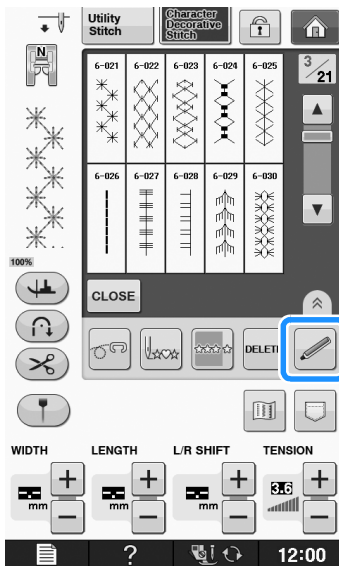 Utility
Stitch
Character
Decorative
Stitch
N
3/21
6-021 6-022 6-023 6-024 6-025
6-026 6-027 6-028 6-029 6-030
100%
CLOSE
DELETE
WIDTH LENGTH L/R SHIFT TENSION
mm mm mm 3.6
? 12:00